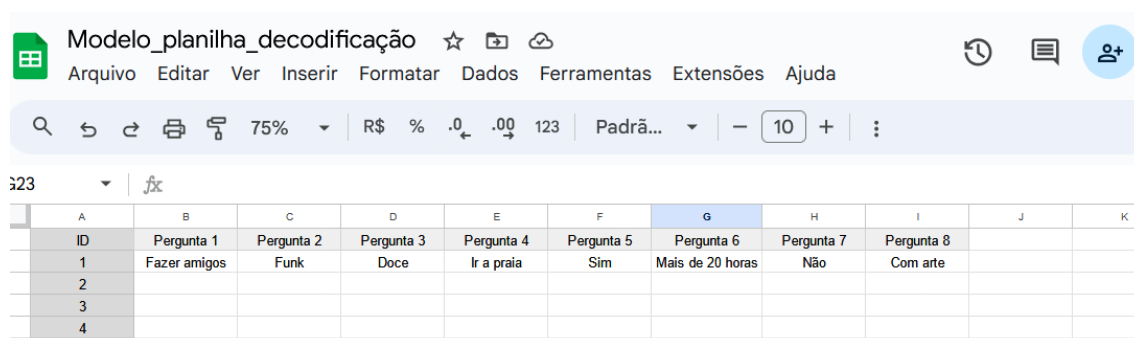 Modelo_planilha_decodificação
Arquivo Editar Ver Inserir Formatar Dados Ferramentas Extensões Ajuda
75% R$ % .0 .00 123 Padrã... − 10 +
G23 fx
A B C D E F G H I J K
ID Pergunta 1 Pergunta 2 Pergunta 3 Pergunta 4 Pergunta 5 Pergunta 6 Pergunta 7 Pergunta 8
1 Fazer amigos Funk Doce Ir a praia Sim Mais de 20 horas Não Com arte
2
3
4